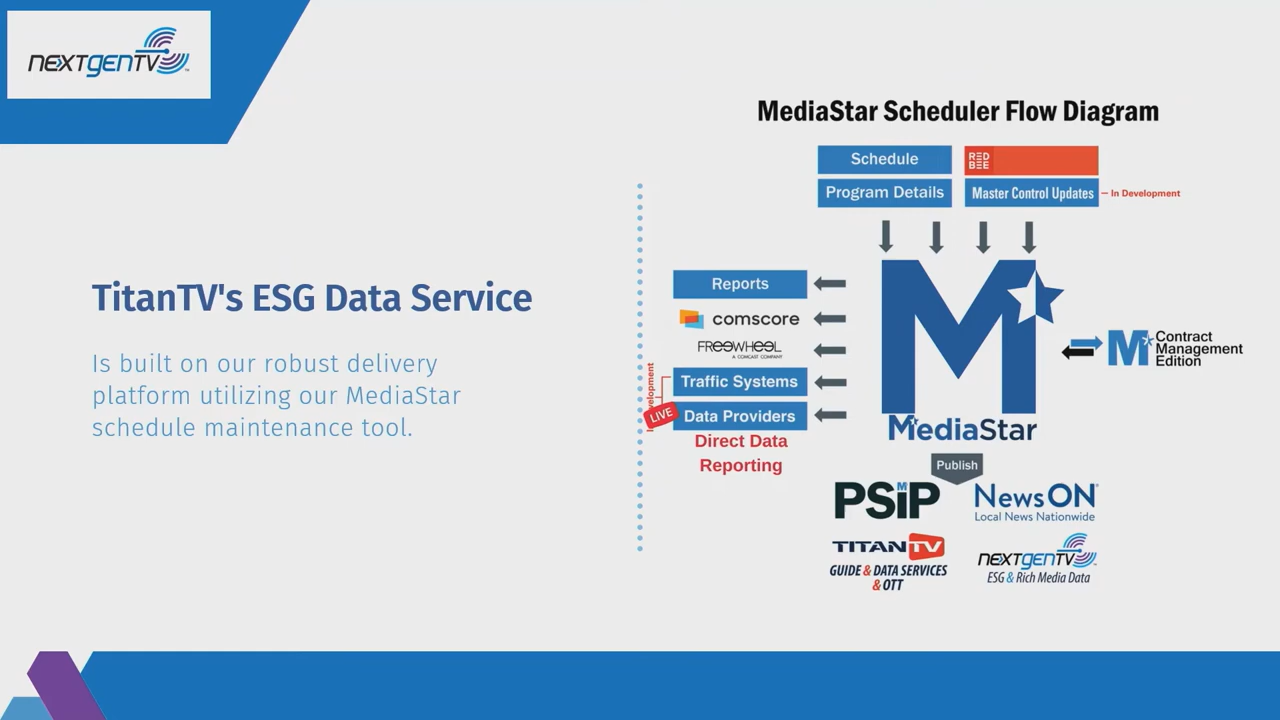 NEXTGENTV
TitanTV's ESG Data Service
Is built on our robust delivery
platform utilizing our MediaStar
schedule maintenance tool.
MediaStar Scheduler Flow Diagram
Schedule
RED
BEE
Program Details
Master Control Updates
In Development
Reports
comscore
FREEWHEEL
A COMCAST COMPANY
Traffic Systems
LIVE
Data Providers
Direct Data
Reporting
M
Contract
Management
Edition
MediaStar
Publish
PSiP
M
NewsON
Local News Nationwide
TITANTV
GUIDE & DATA SERVICES
& OTT
NEXTGENTV
ESG & Rich Media Data